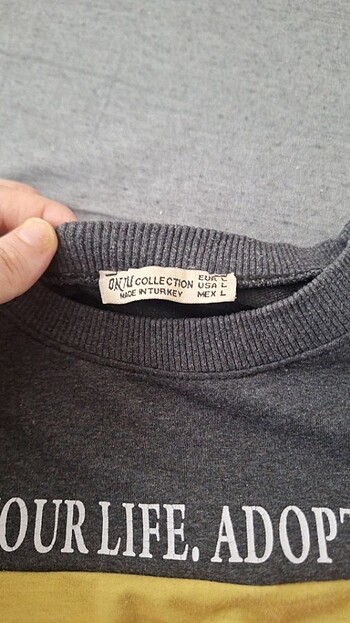 COLLECTION EUR L
MADE IN TURKEY USA L
MEX L
OUR LIFE. ADOPT